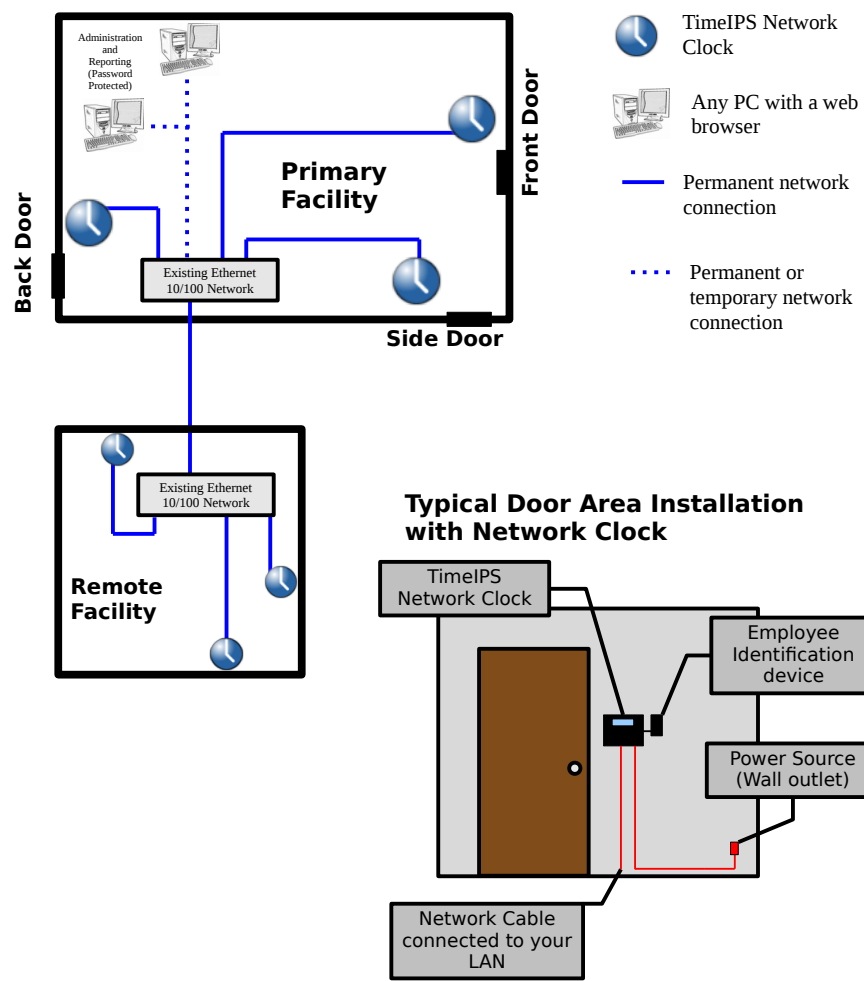 Administration
and
Reporting
(Password
Protected)
Primary
Facility
Front Door
Back Door
Existing Ethernet
10/100 Network
Side Door
TimeIPS Network
Clock
Any PC with a web
browser
Permanent network
connection
Permanent or
temporary network
connection
Existing Ethernet
10/100 Network
Remote
Facility
Typical Door Area Installation
with Network Clock
TimeIPS
Network Clock
Employee
Identification
device
Power Source
(Wall outlet)
Network Cable
connected to your
LAN